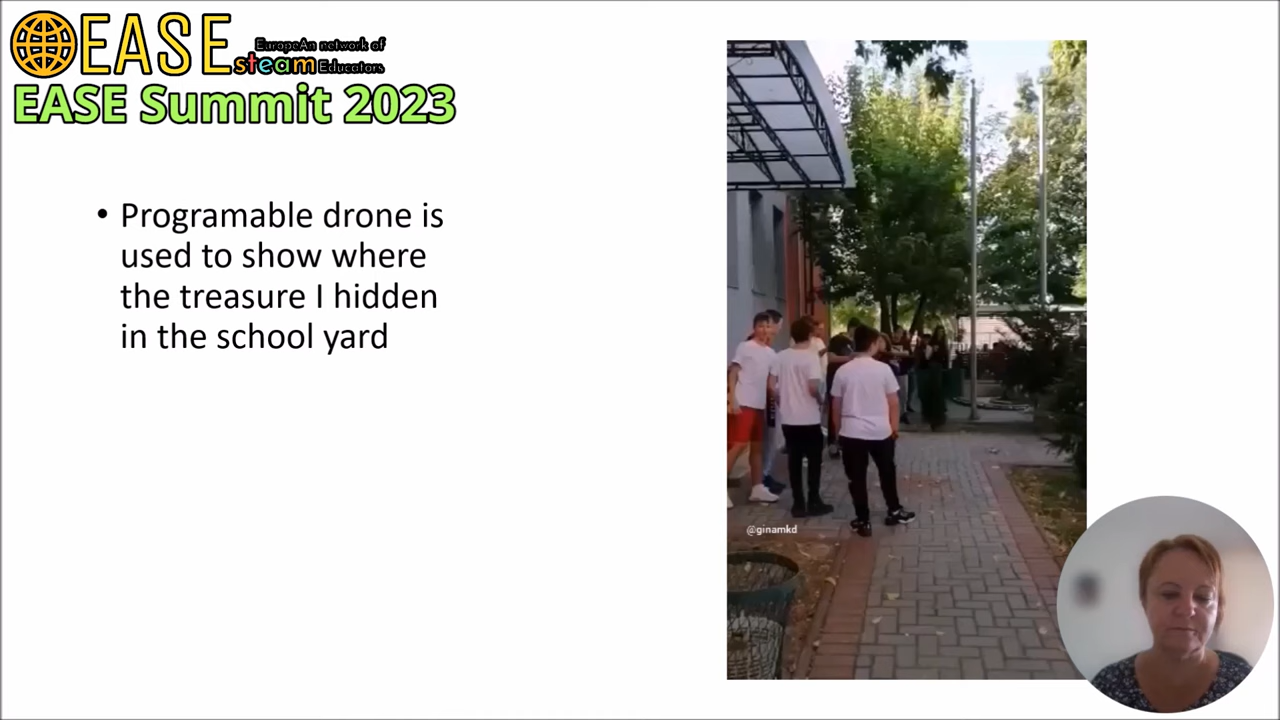 EASE
EuropeAn network of
steam Educators
EASE Summit 2023
• Programable drone is
used to show where
the treasure I hidden
in the school yard
@ginamkd